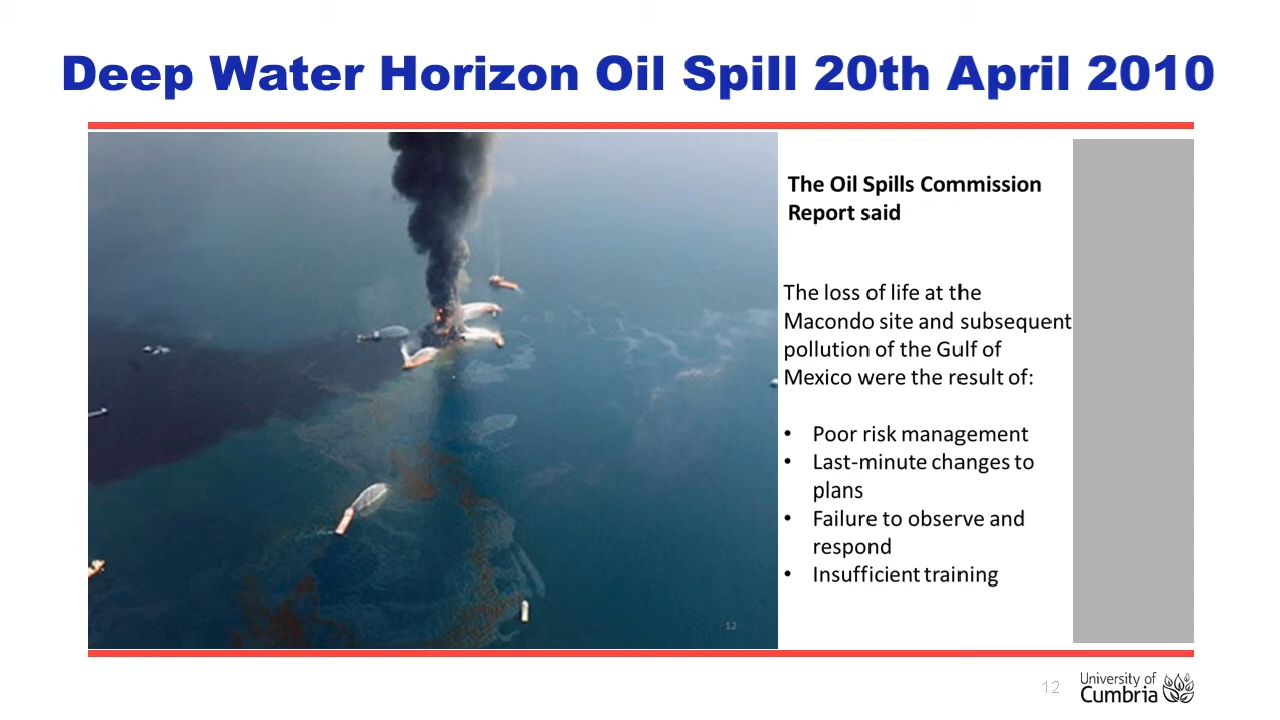 Deep Water Horizon Oil Spill 20th April 2010
The Oil Spills Commission
Report said
The loss of life at the
Macondo site and subsequent
pollution of the Gulf of
Mexico were the result of:
• Poor risk management
• Last-minute changes to
plans
• Failure to observe and
respond
• Insufficient training
12
12
University of
Cumbria